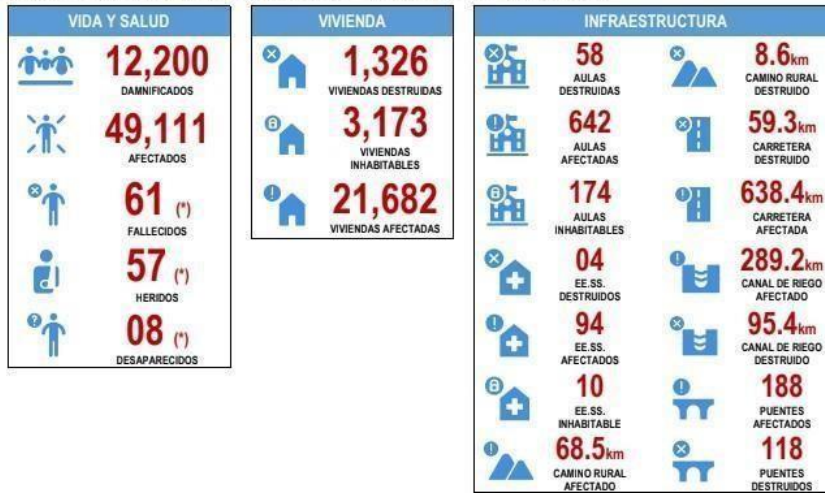 VIDA Y SALUD
12,200
DAMNIFICADOS
49,111
AFECTADOS
61 (*)
FALLECIDOS
57 (*)
HERIDOS
08 (*)
DESAPARECIDOS
VIVIENDA
1,326
VIVIENDAS DESTRUIDAS
3,173
VIVIENDAS
INHABITABLES
21,682
VIVIENDAS AFECTADAS
INFRAESTRUCTURA
58
AULAS
DESTRUIDAS
642
AULAS
AFECTADAS
174
AULAS
INHABITABLES
04
EE.SS.
DESTRUIDOS
94
EE.SS.
AFECTADOS
10
EE.SS.
INHABITABLE
68.5km
CAMINO RURAL
AFECTADO
8.6km
CAMINO RURAL
DESTRUIDO
59.3km
CARRETERA
DESTRUIDO
638.4km
CARRETERA
AFECTADA
289.2km
CANAL DE RIEGO
AFECTADO
95.4km
CANAL DE RIEGO
DESTRUIDO
188
PUENTES
AFECTADOS
118
PUENTES
DESTRUIDOS